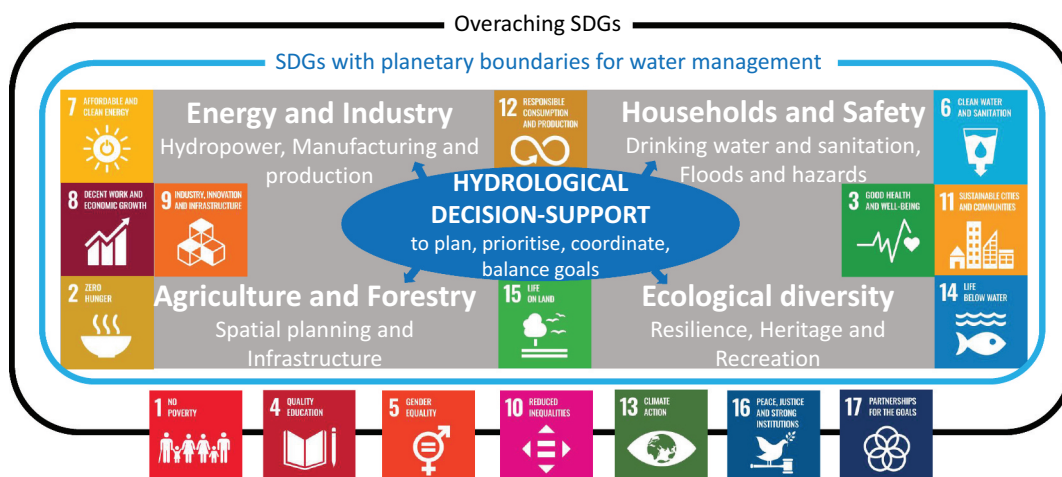 Overaching SDGs
SDGs with planetary boundaries for water management
7 AFFORDABLE AND
CLEAN ENERGY
Energy and Industry
Hydropower, Manufacturing and
production
12 RESPONSIBLE
CONSUMPTION
AND PRODUCTION
Households and Safety
Drinking water and sanitation,
Floods and hazards
6 CLEAN WATER
AND SANITATION
8 DECENT WORK AND
ECONOMIC GROWTH
9 INDUSTRY, INNOVATION
AND INFRASTRUCTURE
HYDROLOGICAL
DECISION-SUPPORT
to plan, prioritise, coordinate,
balance goals
3 GOOD HEALTH
AND WELL-BEING
11 SUSTAINABLE CITIES
AND COMMUNITIES
2 ZERO
HUNGER
Agriculture and Forestry
Spatial planning and
Infrastructure
15 LIFE
ON LAND
Ecological diversity
Resilience, Heritage and
Recreation
14 LIFE
BELOW WATER
1 NO
POVERTY
4 QUALITY
EDUCATION
5 GENDER
EQUALITY
10 REDUCED
INEQUALITIES
13 CLIMATE
ACTION
16 PEACE, JUSTICE
AND STRONG
INSTITUTIONS
17 PARTNERSHIPS
FOR THE GOALS